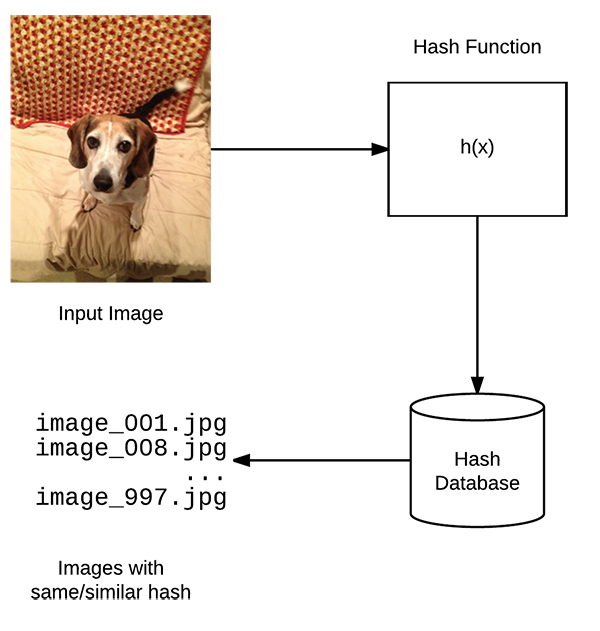 Hash Function
h(x)
Input Image
image_001.jpg
image_008.jpg
...
image_997.jpg
Hash
Database
Images with
same/similar hash